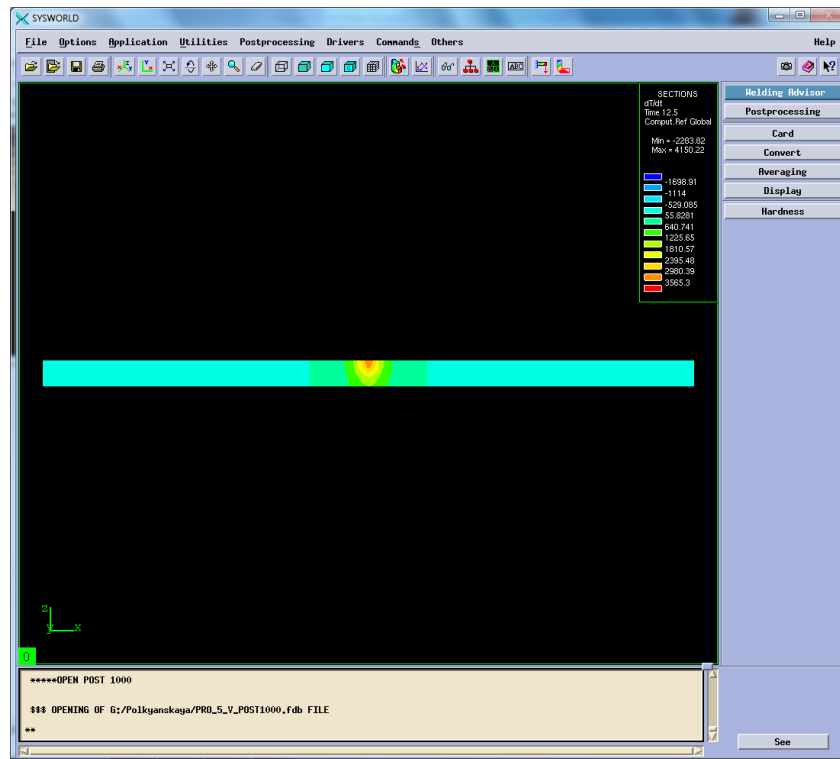 SYSWORLD
File Options Application Utilities Postprocessing Drivers Commands Others Help
SECTIONS
dT/dt
Time 12.5
Comput.Ref Global
Min = -2283.82
Max = 4150.22
-1698.91
-1114
-529.085
55.8281
640.741
1225.65
1810.57
2395.48
2980.39
3565.3
Welding Advisor
Postprocessing
Card
Convert
Averaging
Display
Hardness
z
y
x
0
*****OPEN POST 1000
$$$ OPENING OF G:/Polkyanskaya/PRO_5_V_POST1000.fdb FILE
**
See